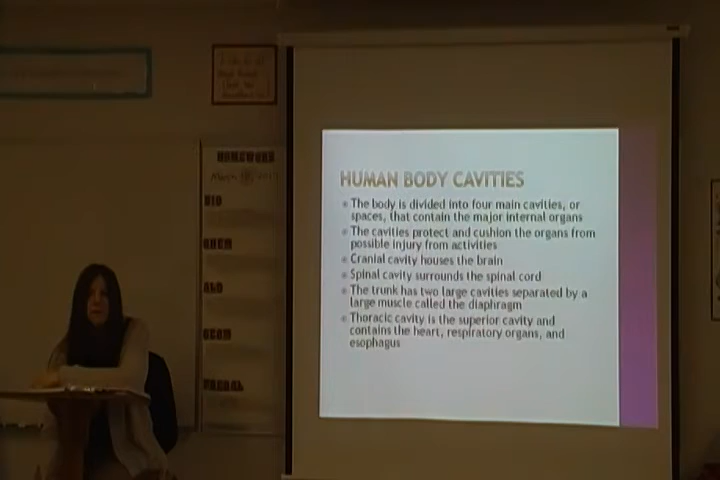 HOMEWORK
March
BIO
HUMAN BODY CAVITIES
The body is divided into four main cavities, or
spaces, that contain the major internal organs
The cavities protect and cushion the organs from
possible injury from activities
Cranial cavity houses the brain
Spinal cavity surrounds the spinal cord
The trunk has two large cavities separated by a
large muscle called the diaphragm
Thoracic cavity is the superior cavity and
contains the heart, respiratory organs, and
esophagus